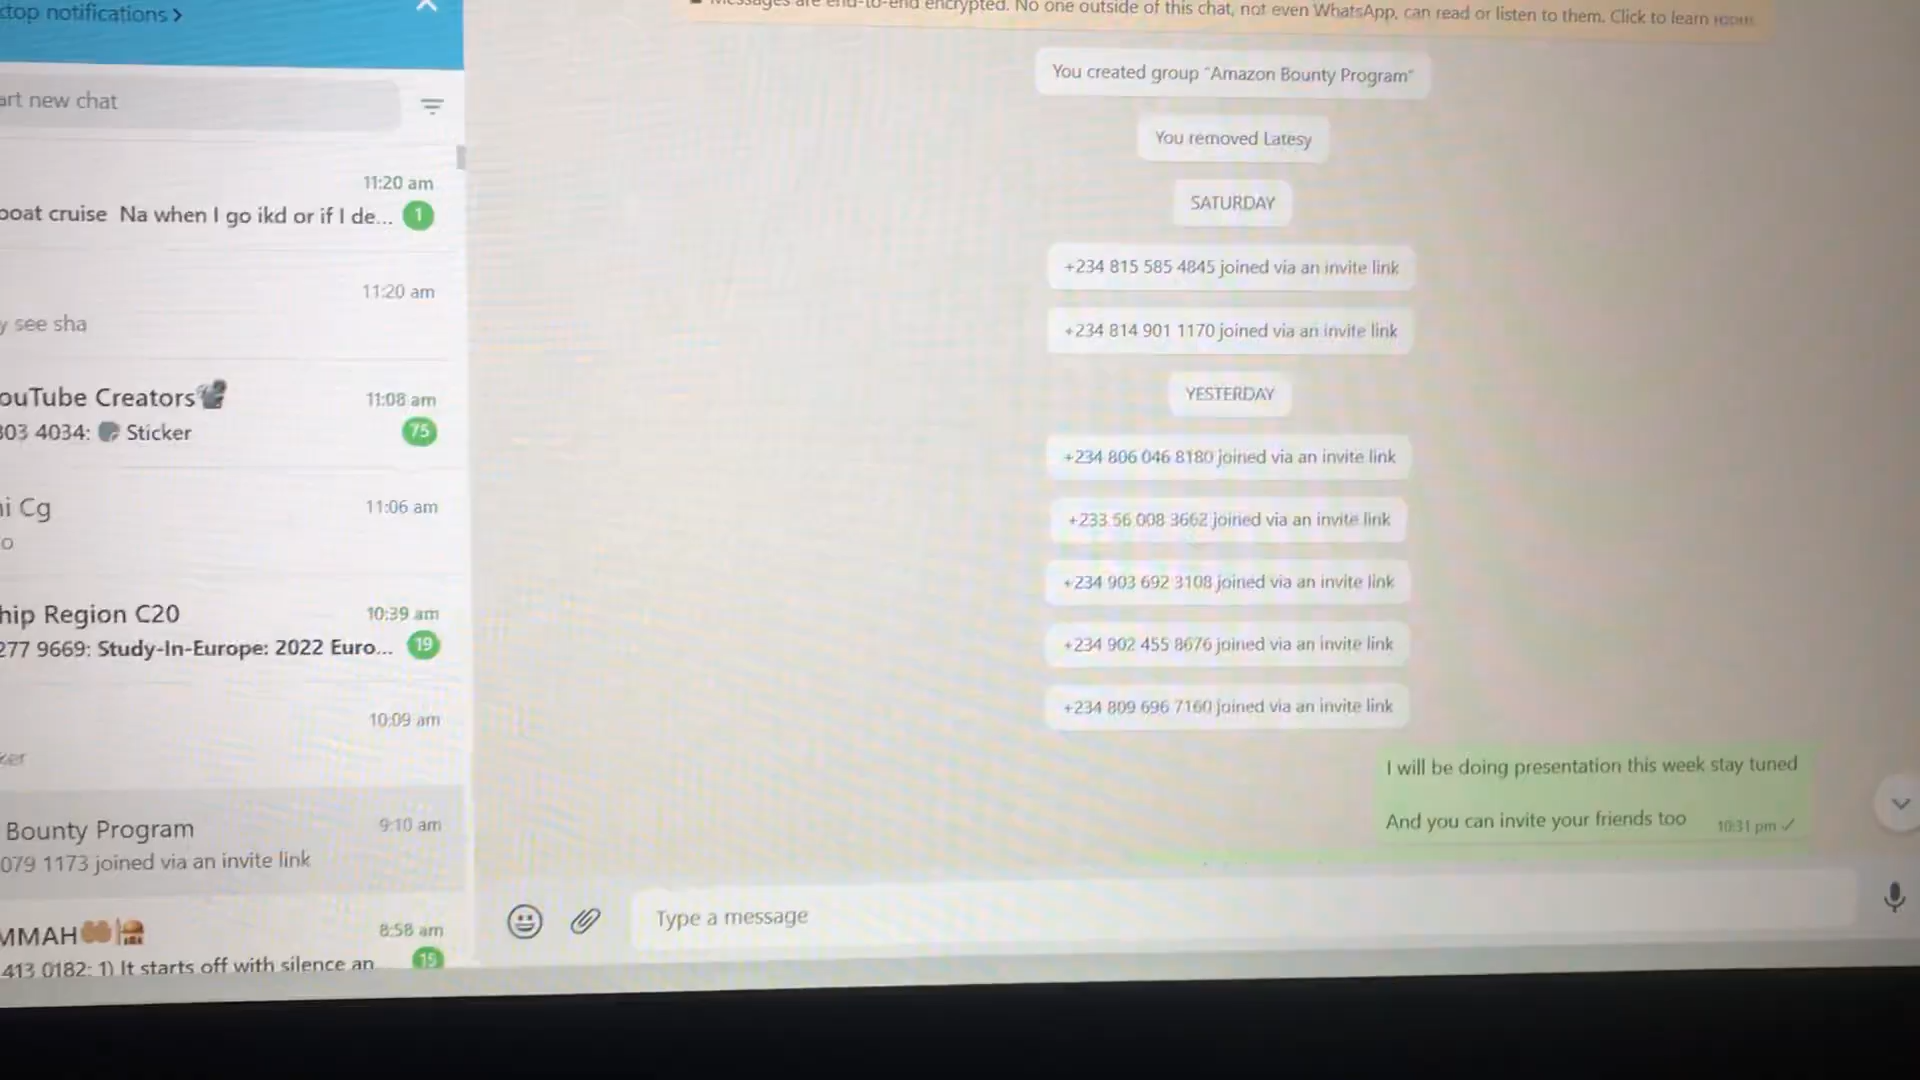 ktop notifications >
art new chat
11:20 am
boat cruise Na when I go ikd or if I de... 1
11:20 am
y see sha
ouTube Creators 11:08 am
303 4034: Sticker 75
ni Cg 11:06 am
o
hip Region C20 10:39 am
277 9669: Study-In-Europe: 2022 Euro... 19
10:09 am
ker
Bounty Program 9:10 am
079 1173 joined via an invite link
MMAH 8:58 am
413 0182: 1) It starts off with silence an 15
Messages are end-to-end encrypted. No one outside of this chat, not even WhatsApp, can read or listen to them. Click to learn more.
You created group "Amazon Bounty Program"
You removed Latesy
SATURDAY
+234 815 585 4845 joined via an invite link
+234 814 901 1170 joined via an invite link
YESTERDAY
+234 806 046 8180 joined via an invite link
+233 56 008 3662 joined via an invite link
+234 903 692 3108 joined via an invite link
+234 902 455 8676 joined via an invite link
+234 809 696 7160 joined via an invite link
I will be doing presentation this week stay tuned
And you can invite your friends too 10:31 pm
Type a message